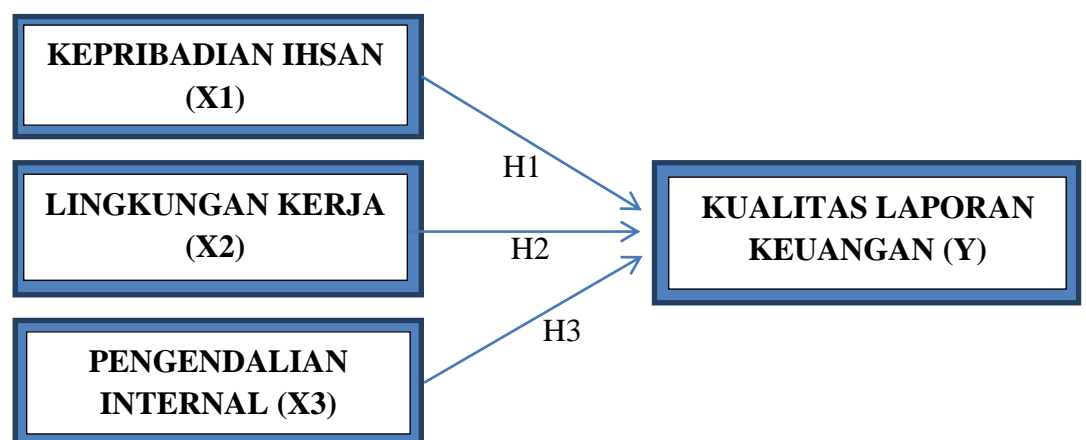 KEPRIBADIAN IHSAN
(X1)
H1
LINGKUNGAN KERJA
(X2)
H2
KUALITAS LAPORAN
KEUANGAN (Y)
H3
PENGENDALIAN
INTERNAL (X3)